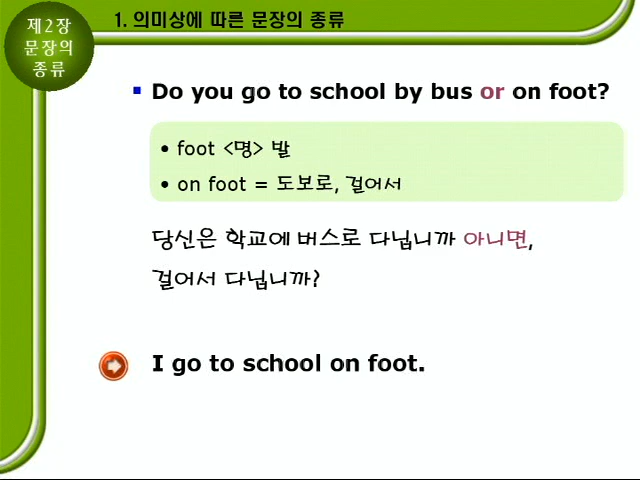 제2장
문장의
종류
1. 의미상에 따른 문장의 종류
▪ Do you go to school by bus or on foot?
• foot <명> 발
• on foot = 도보로, 걸어서
당신은 학교에 버스로 다닙니까 아니면,
걸어서 다닙니까?
I go to school on foot.